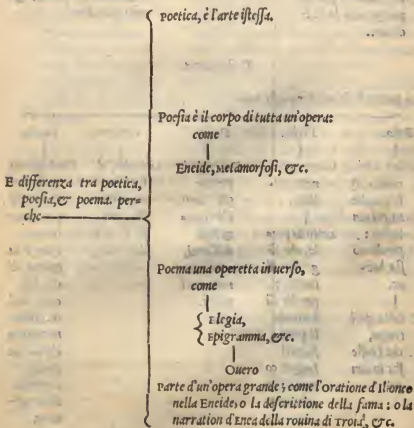 Poetica, è l'arte iſteſſa.
Poeſia è il corpo di tutta un'opera:
come
Eneide, Metamorfoſi, &c.
E differenza tra poetica,
poeſia, & poema. per=
che
Poema una operetta in uerſo,
come
Elegia,
Epigramma, &c.
Ouero
Parte d'un'opera grande; come l'oratione d'Ilioneo
nella Eneide; o la deſcrittione della fama; o la
narration d'Enea della rouina di Troia, &c.